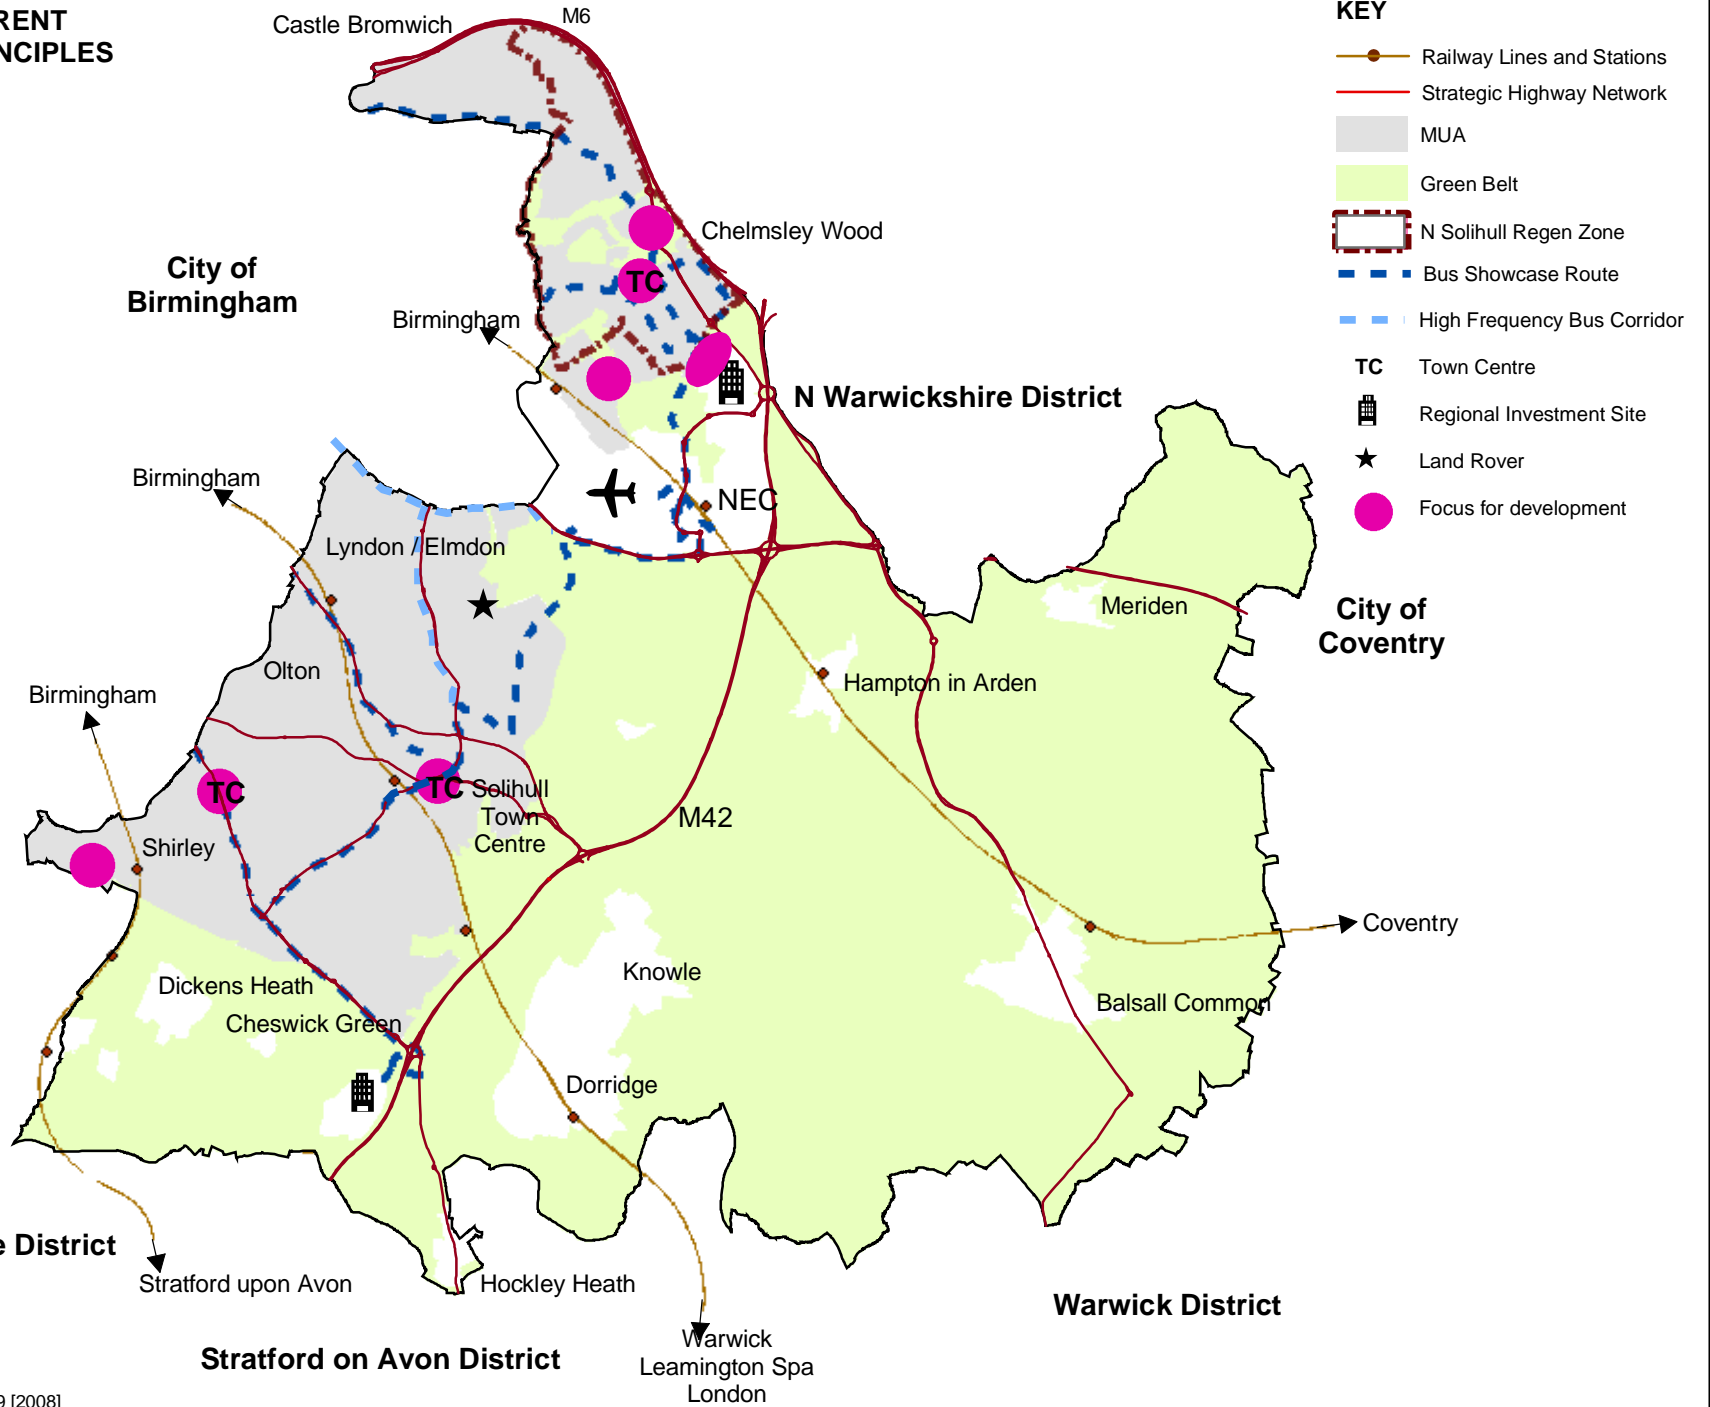 RENT
NCIPLES
Castle Bromwich
M6
KEY
Railway Lines and Stations
Strategic Highway Network
MUA
Green Belt
N Solihull Regen Zone
Bus Showcase Route
High Frequency Bus Corridor
TC Town Centre
Regional Investment Site
Land Rover
Focus for development
Chelmsley Wood
City of
Birmingham
TC
Birmingham
N Warwickshire District
Birmingham
NEC
Lyndon / Elmdon
Meriden
City of
Coventry
Olton
Hampton in Arden
Birmingham
TC
TC Solihull
Town
Centre
M42
Shirley
Coventry
Knowle
Dickens Heath
Balsall Common
Cheswick Green
Dorridge
e District
Stratford upon Avon
Hockley Heath
Warwick District
Warwick
Leamington Spa
London
Stratford on Avon District
9 [2008]